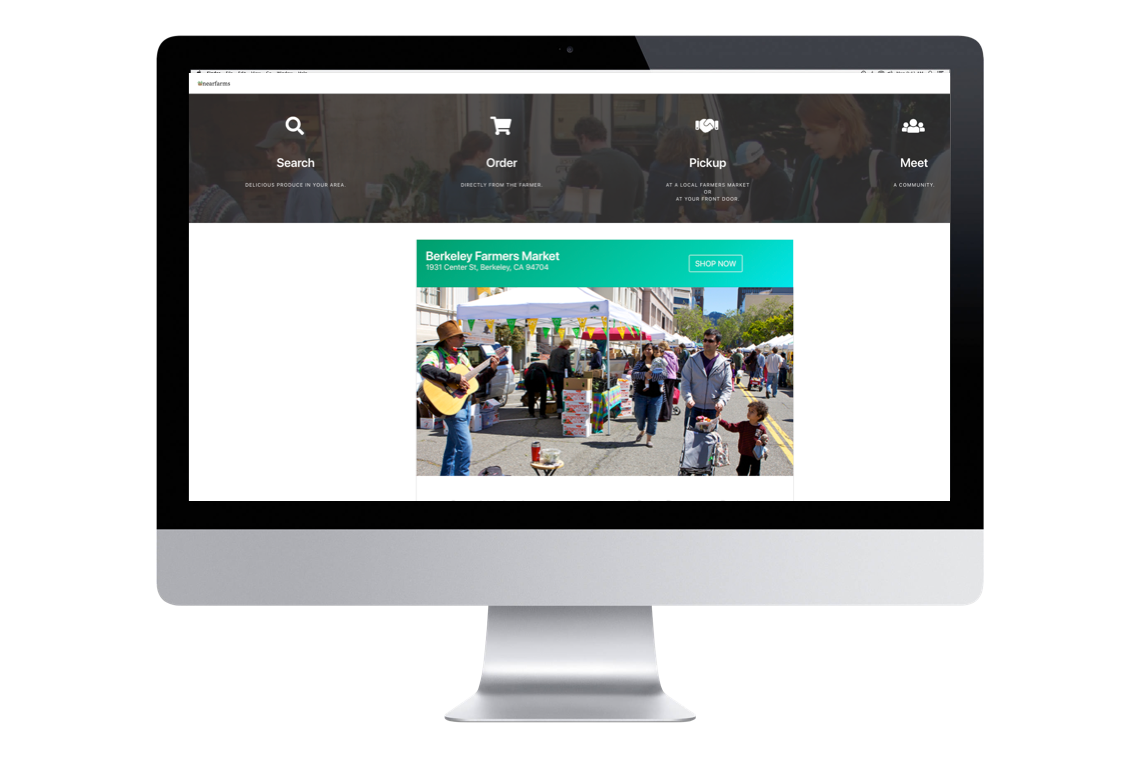 nearfarms
Search
DELICIOUS PRODUCE IN YOUR AREA.
Order
DIRECTLY FROM THE FARMER.
Pickup
AT A LOCAL FARMERS MARKET
OR
AT YOUR FRONT DOOR.
Meet
A COMMUNITY.
Berkeley Farmers Market
1931 Center St, Berkeley, CA 94704
SHOP NOW